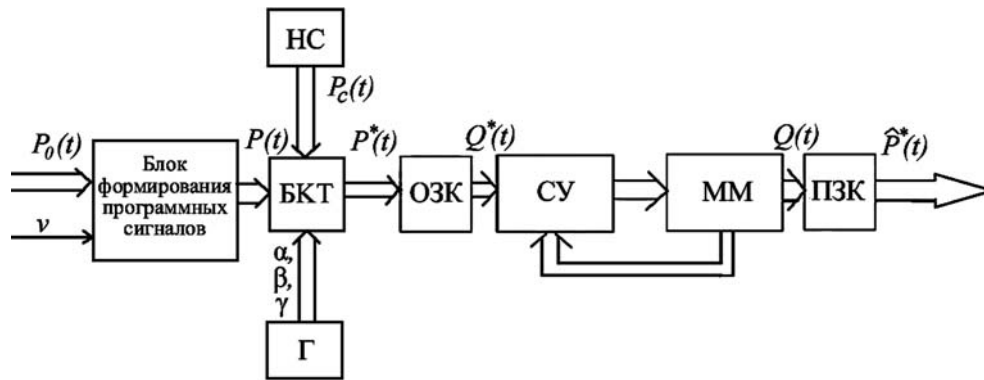 НС
P_c(t)
P_0(t)
Блок
формирования
программных
сигналов
ν
P(t)
БКТ
P^*(t)
ОЗК
Q^*(t)
СУ
ММ
Q(t)
ПЗК
P̂^*(t)
α,
β,
γ
Г